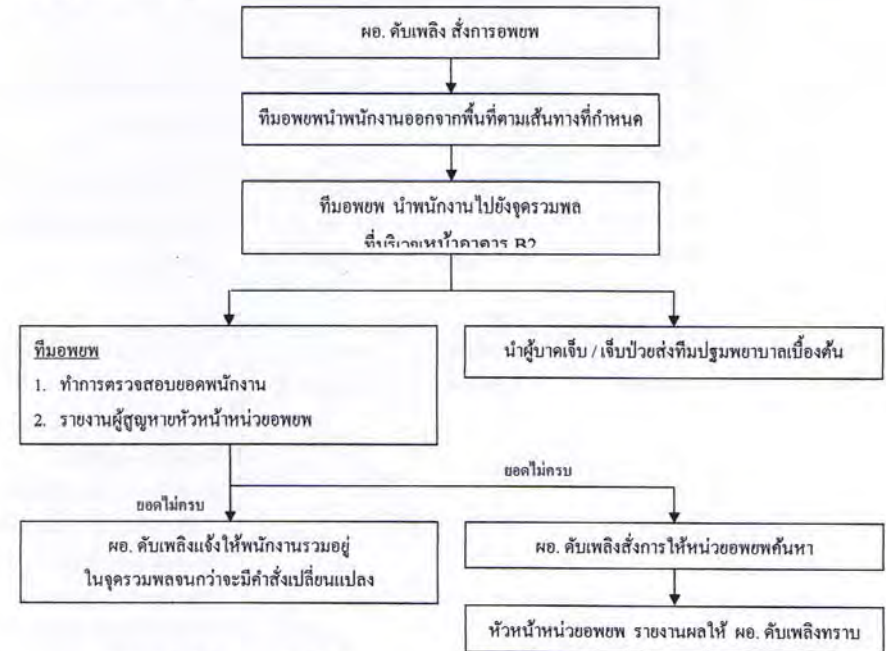 ผอ. ดับเพลิง สั่งการอพยพ
ทีมอพยพนำพนักงานออกจากพื้นที่ตามเส้นทางที่กำหนด
ทีมอพยพ นำพนักงานไปยังจุดรวมพล
ที่บริเวณหน้าอาคาร B2
ทีมอพยพ
1. ทำการตรวจสอบยอดพนักงาน
2. รายงานผู้สูญหายหัวหน้าหน่วยอพยพ
นำผู้บาดเจ็บ / เจ็บป่วยส่งทีมปฐมพยาบาลเบื้องต้น
ยอดไม่ครบ
ยอดไม่ครบ
ผอ. ดับเพลิงแจ้งให้พนักงานรวมอยู่
ในจุดรวมพลจนกว่าจะมีคำสั่งเปลี่ยนแปลง
ผอ. ดับเพลิงสั่งการให้หน่วยอพยพค้นหา
หัวหน้าหน่วยอพยพ รายงานผลให้ ผอ. ดับเพลิงทราบ